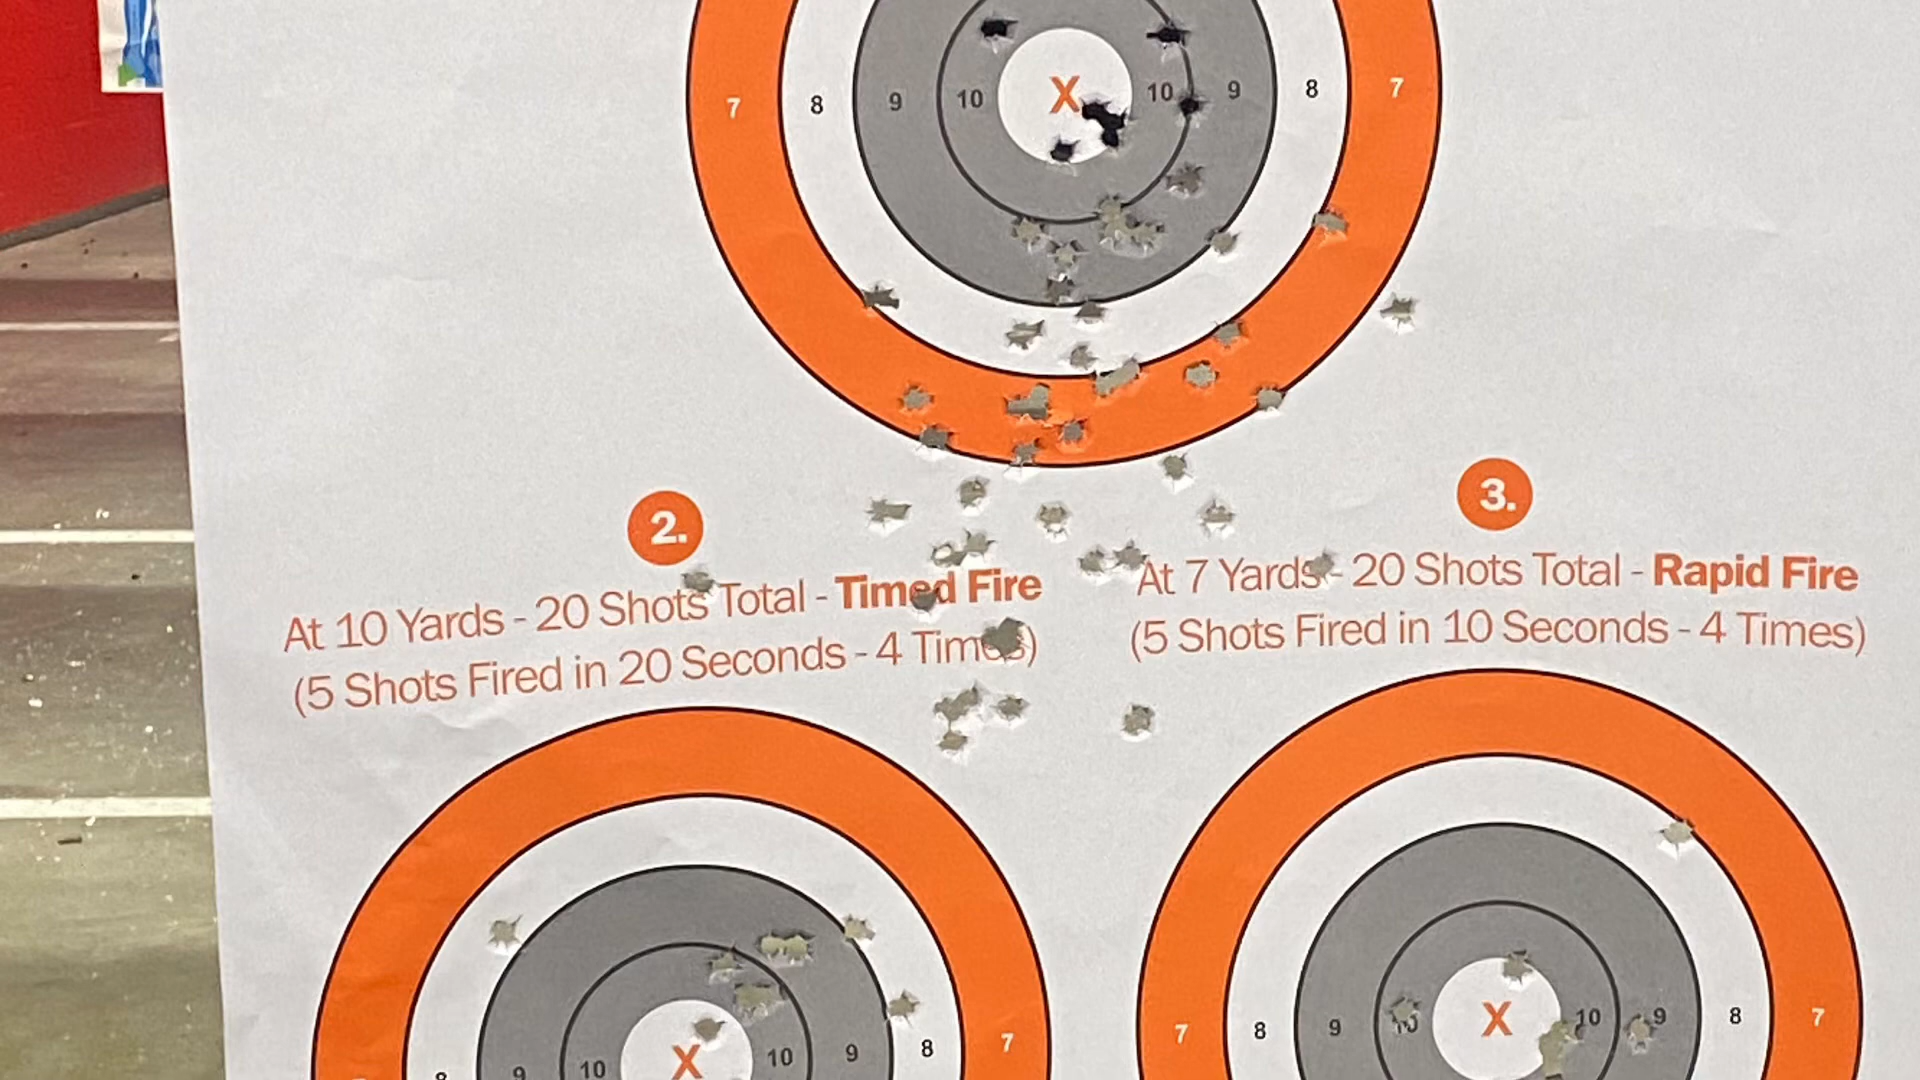 X
7 8 9 10 10 9 8 7
2.
At 10 Yards - 20 Shots Total - Timed Fire
(5 Shots Fired in 20 Seconds - 4 Times)
3.
At 7 Yards - 20 Shots Total - Rapid Fire
(5 Shots Fired in 10 Seconds - 4 Times)
X
8 9 10 10 9 8 7
X
7 8 9 10 10 9 8 7